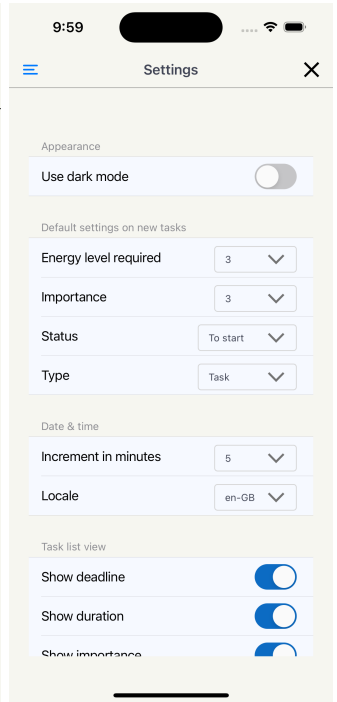 9:59
Settings
Appearance
Use dark mode
Default settings on new tasks
Energy level required 3
Importance 3
Status To start
Type Task
Date & time
Increment in minutes 5
Locale en-GB
Task list view
Show deadline
Show duration
Show importance